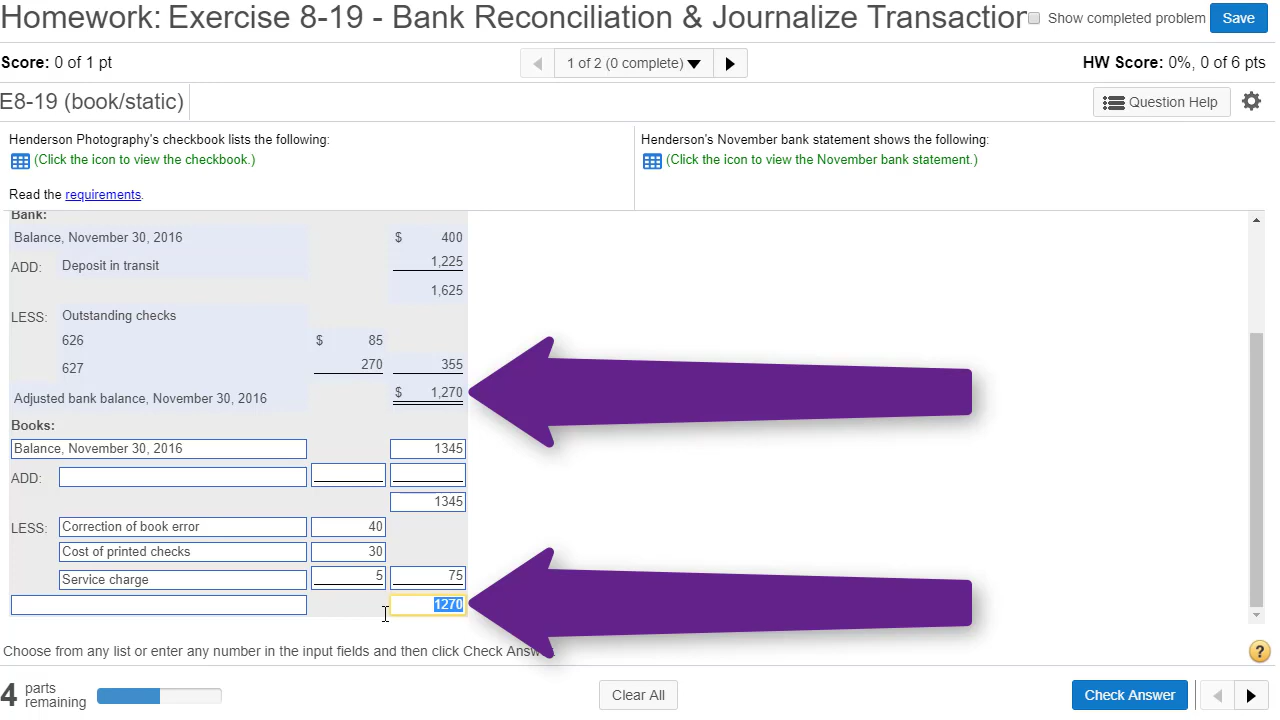 Homework: Exercise 8-19 - Bank Reconciliation & Journalize Transaction
Show completed problem
Save
Score: 0 of 1 pt
1 of 2 (0 complete)
HW Score: 0%, 0 of 6 pts
E8-19 (book/static)
Question Help
Henderson Photography's checkbook lists the following:
(Click the icon to view the checkbook.)
Read the requirements.
Henderson's November bank statement shows the following:
(Click the icon to view the November bank statement.)
Bank:
Balance, November 30, 2016 $ 400
ADD: Deposit in transit 1,225
1,625
LESS: Outstanding checks
626 $ 85
627 270 355
Adjusted bank balance, November 30, 2016 $ 1,270
Books:
Balance, November 30, 2016 1345
ADD:
1345
LESS: Correction of book error 40
Cost of printed checks 30
Service charge 5 75
1270
Choose from any list or enter any number in the input fields and then click Check
?
4 parts remaining
Clear All
Check Answer